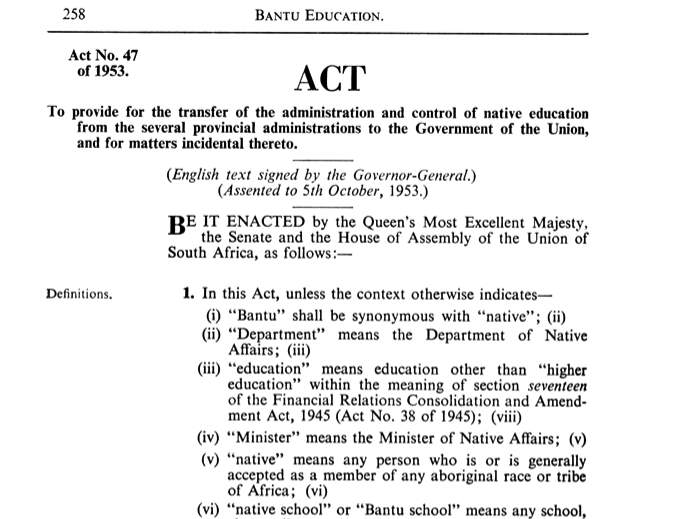 258
BANTU EDUCATION.
Act No. 47
of 1953.
ACT
To provide for the transfer of the administration and control of native education
from the several provincial administrations to the Government of the Union,
and for matters incidental thereto.
(English text signed by the Governor-General.)
(Assented to 5th October, 1953.)
BE IT ENACTED by the Queen's Most Excellent Majesty,
the Senate and the House of Assembly of the Union of
South Africa, as follows:—
Definitions.
1. In this Act, unless the context otherwise indicates—
(i) “Bantu” shall be synonymous with “native”; (ii)
(ii) “Department” means the Department of Native
Affairs; (iii)
(iii) “education” means education other than “higher
education” within the meaning of section seventeen
of the Financial Relations Consolidation and Amend-
ment Act, 1945 (Act No. 38 of 1945); (viii)
(iv) “Minister” means the Minister of Native Affairs; (v)
(v) “native” means any person who is or is generally
accepted as a member of any aboriginal race or tribe
of Africa; (vi)
(vi) “native school” or “Bantu school” means any school,